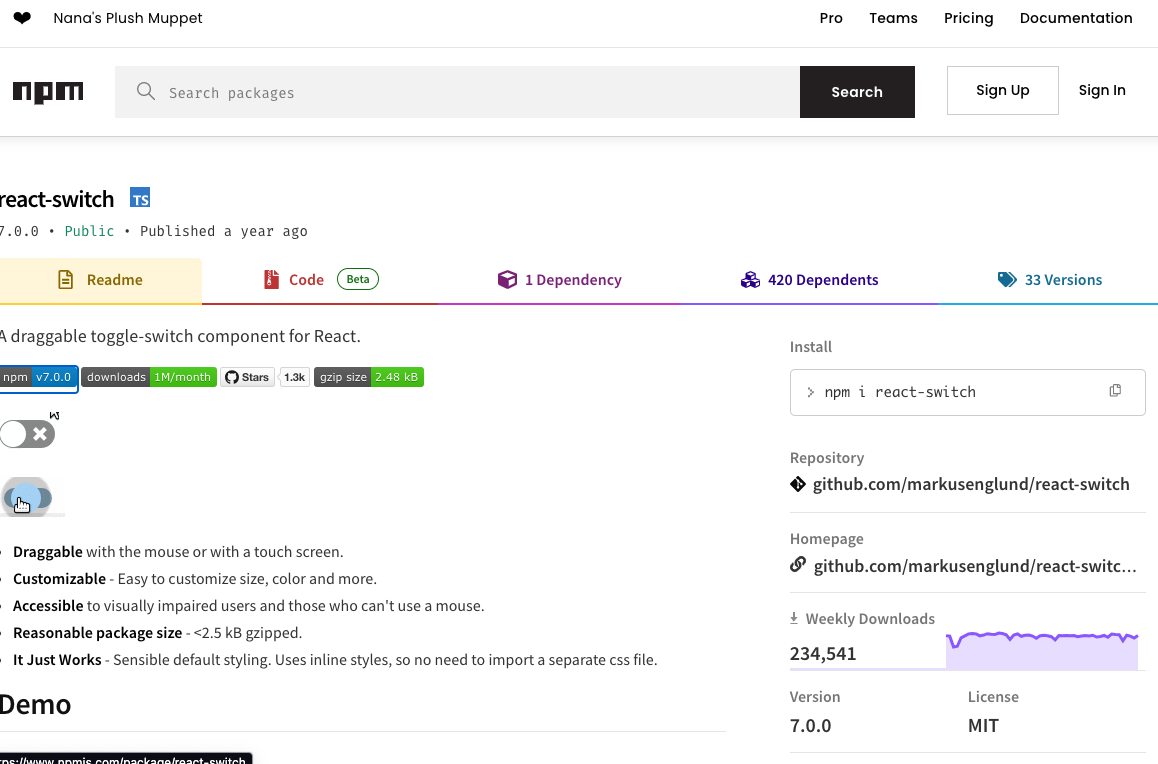 ❤ Nana's Plush Muppet
Pro Teams Pricing Documentation
npm
Search packages
Search
Sign Up
Sign In
react-switch TS
7.0.0 • Public • Published a year ago
Readme
Code Beta
1 Dependency
420 Dependents
33 Versions
A draggable toggle-switch component for React.
npm v7.0.0 downloads 1M/month Stars 1.3k gzip size 2.48 kB
• Draggable with the mouse or with a touch screen.
• Customizable - Easy to customize size, color and more.
• Accessible to visually impaired users and those who can't use a mouse.
• Reasonable package size - <2.5 kB gzipped.
• It Just Works - Sensible default styling. Uses inline styles, so no need to import a separate css file.
Demo
Install
> npm i react-switch
Repository
github.com/markusenglund/react-switch
Homepage
github.com/markusenglund/react-switc…
Weekly Downloads
234,541
Version
7.0.0
License
MIT
tps://www.npmjs.com/package/react-switch